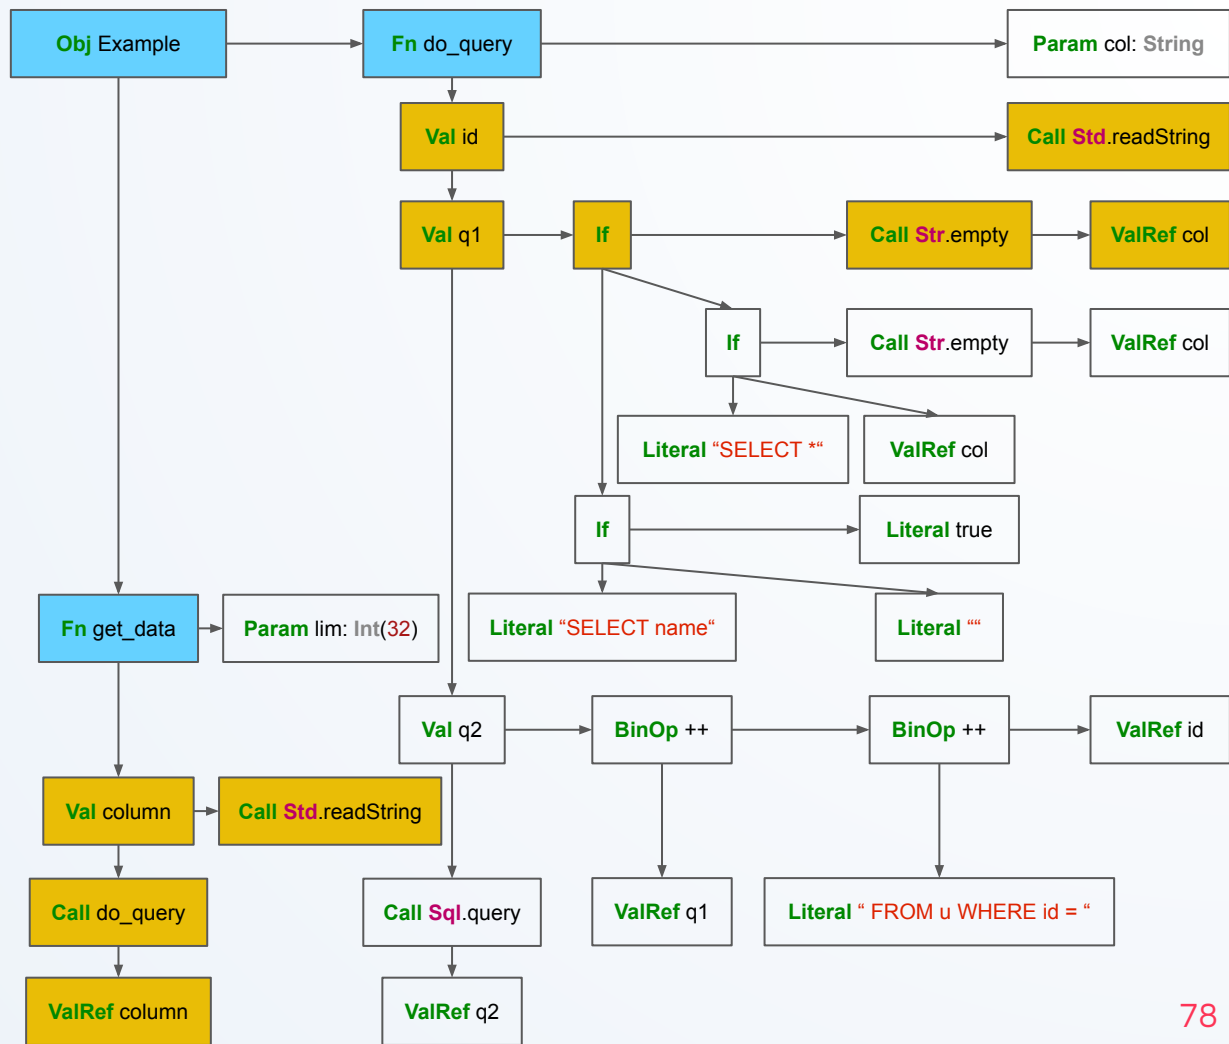 Obj Example
Fn do_query
Param col: String
Val id
Call Std.readString
Val q1
If
Call Str.empty
ValRef col
If
Call Str.empty
ValRef col
Literal “SELECT *“
ValRef col
If
Literal true
Fn get_data
Param lim: Int(32)
Literal “SELECT name“
Literal ““
Val q2
BinOp ++
BinOp ++
ValRef id
Val column
Call Std.readString
Call do_query
Call Sql.query
ValRef q1
Literal “ FROM u WHERE id = “
ValRef column
ValRef q2
78